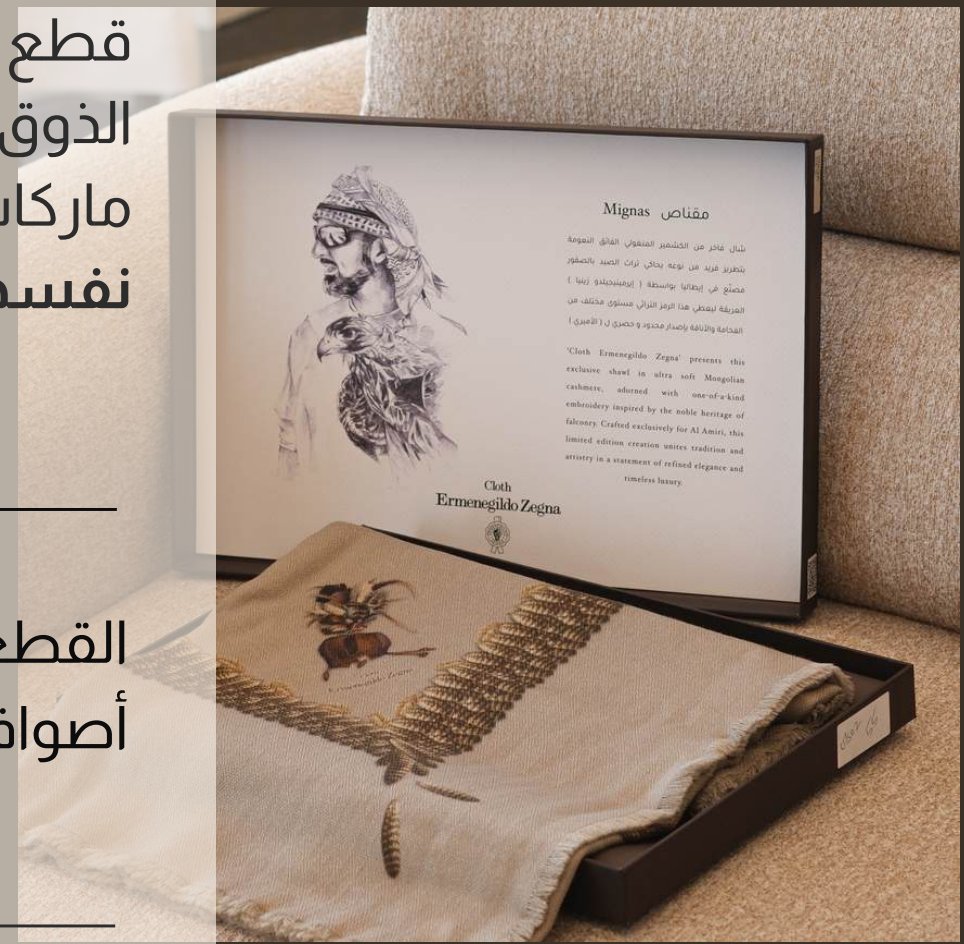 قطع
الذوق
نفسه
القطع
Mignas مقناص
شال فاخر من الكشمير المنغولي الفائق النعومة
بتطريز فريد من نوعه يحاكي تراث الصيد بالصقور
مصنّع في إيطاليا بواسطة ( إيرمينيجيلدو زينيا )
العريقة ليعطي هذا الرمز التراثي مستوى مختلف من
الفخامة والأناقة بإصدار محدود و حصري ل ( الأميري )
'Cloth Ermenegildo Zegna' presents this
exclusive shawl in ultra soft Mongolian
cashmere, adorned with one-of-a-kind
embroidery inspired by the noble heritage of
falconry. Crafted exclusively for Al Amiri, this
limited edition creation unites tradition and
artistry in a statement of refined elegance and
timeless luxury.
Cloth
Ermenegildo Zegna
Ermenegildo Zegna